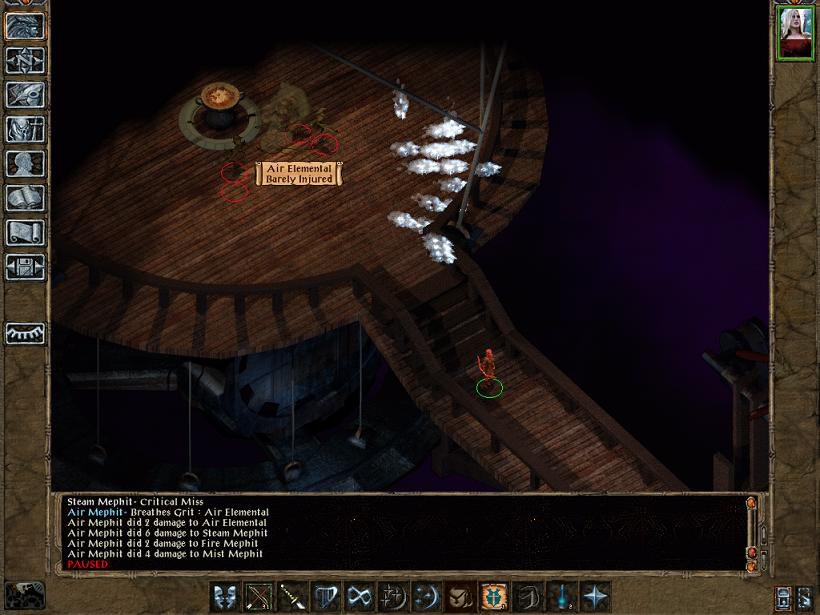 Air Elemental
Barely Injured
Steam Mephit- Critical Miss
Air Mephit- Breathes Grit : Air Elemental
Air Mephit did 2 damage to Air Elemental
Air Mephit did 6 damage to Steam Mephit
Air Mephit did 2 damage to Fire Mephit
Air Mephit did 4 damage to Mist Mephit
PAUSED